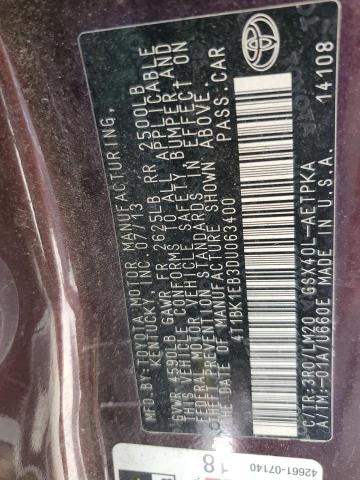 MFD.BY:TOYOTA MOTOR MANUFACTURING,
KENTUCKY, INC. 07/13
GVWR 4590LB GAWR FR 2625LB RR 2500LB
THIS VEHICLE CONFORMS TO ALL APPLICABLE
FEDERAL MOTOR VEHICLE SAFETY BUMPER, AND
THEFT PREVENTION STANDARDS IN EFFECT ON
THE DATE OF MANUFACTURE SHOWN ABOVE.
4T1BK1EB3DU063400 PASS.CAR
C/TR:3R0/LM20 GSX40L-AETPKA
A/TM:-01A/U660E MADE IN U.S.A. 14108
TOYOTA
42661-07140
18